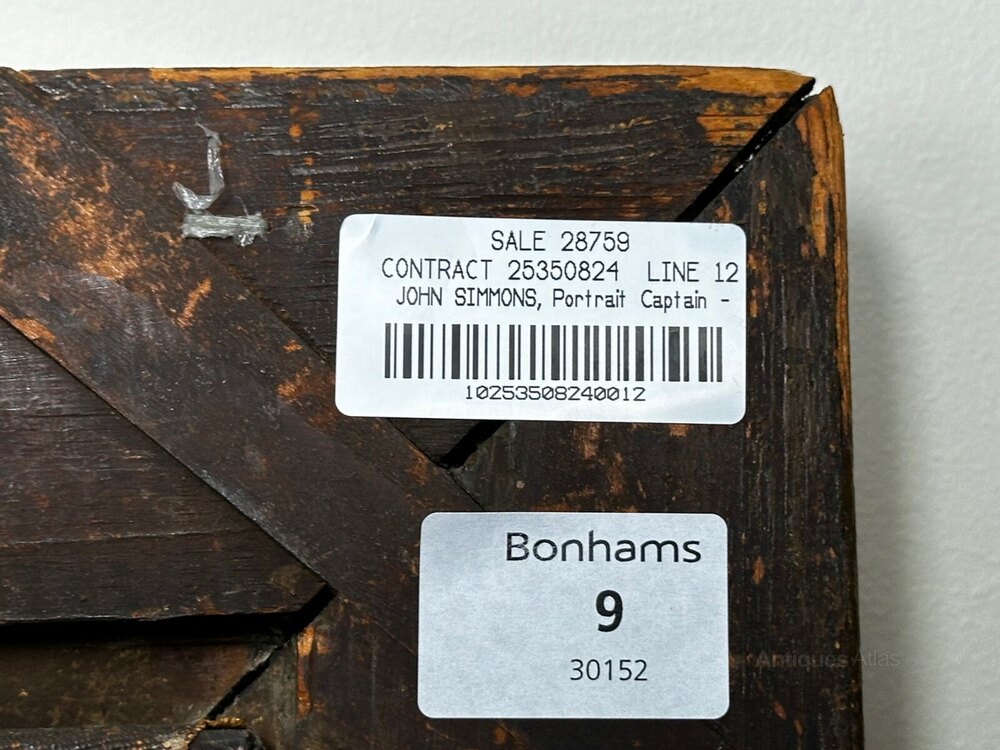 SALE 28759
CONTRACT 25350824 LINE 12
JOHN SIMMONS, Portrait Captain -
10253508240012
Bonhams
9
30152
Antiques Atlas